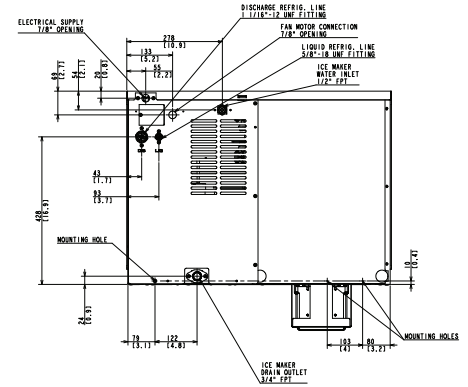 DISCHARGE REFRIG. LINE
1 1/16"-12 UNF FITTING
ELECTRICAL SUPPLY
7/8" OPENING
FAN MOTOR CONNECTION
7/8" OPENING
LIQUID REFRIG. LINE
5/8"-18 UNF FITTING
ICE MAKER
WATER INLET
1/2" FPT
278
[10.9]
133
[5.2]
55
[2.2]
69
[2.7]
54
[2.1]
20
[0.8]
43
[1.7]
93
[3.7]
428
[16.9]
MOUNTING HOLE
10
[0.4]
24
[0.9]
79
[3.1]
122
[4.8]
103
[4]
80
[3.2]
MOUNTING HOLES
ICE MAKER
DRAIN OUTLET
3/4" FPT